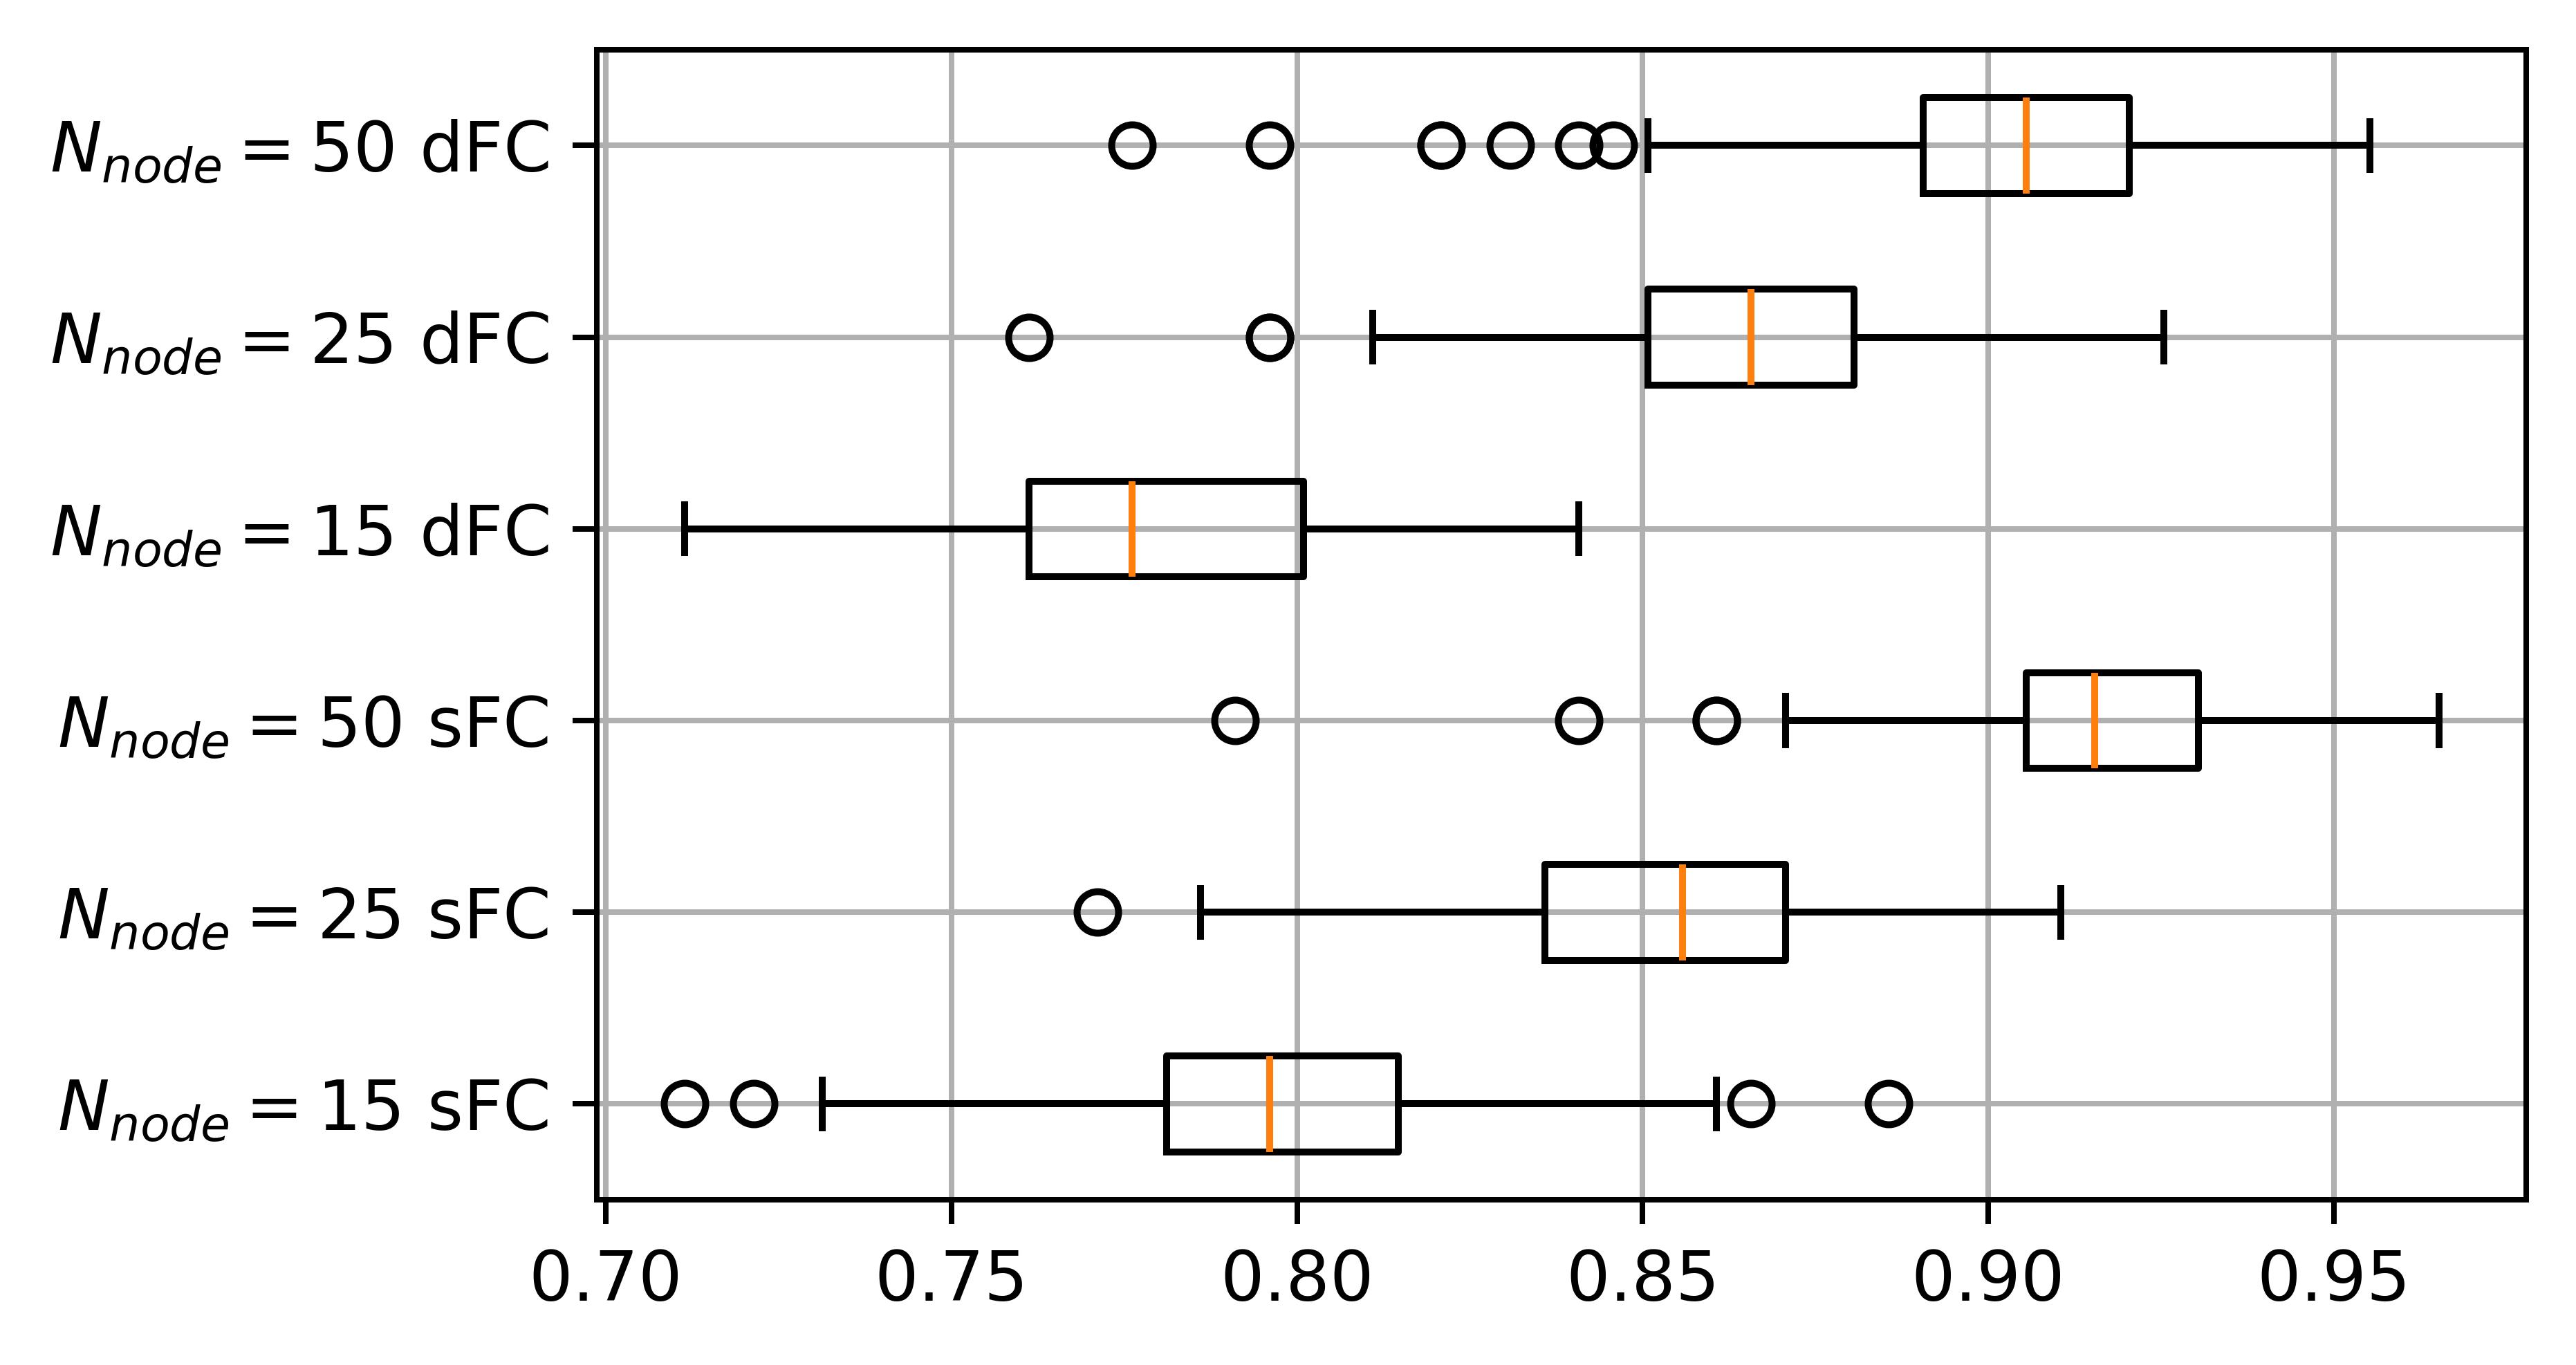 N_node = 50 dFC
N_node = 25 dFC
N_node = 15 dFC
N_node = 50 sFC
N_node = 25 sFC
N_node = 15 sFC
0.70 0.75 0.80 0.85 0.90 0.95